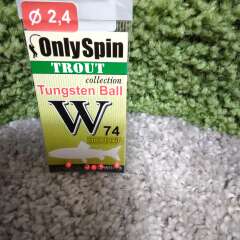 Ø 2,4
OnlySpin
TROUT
collection
Tungsten Ball
W 74